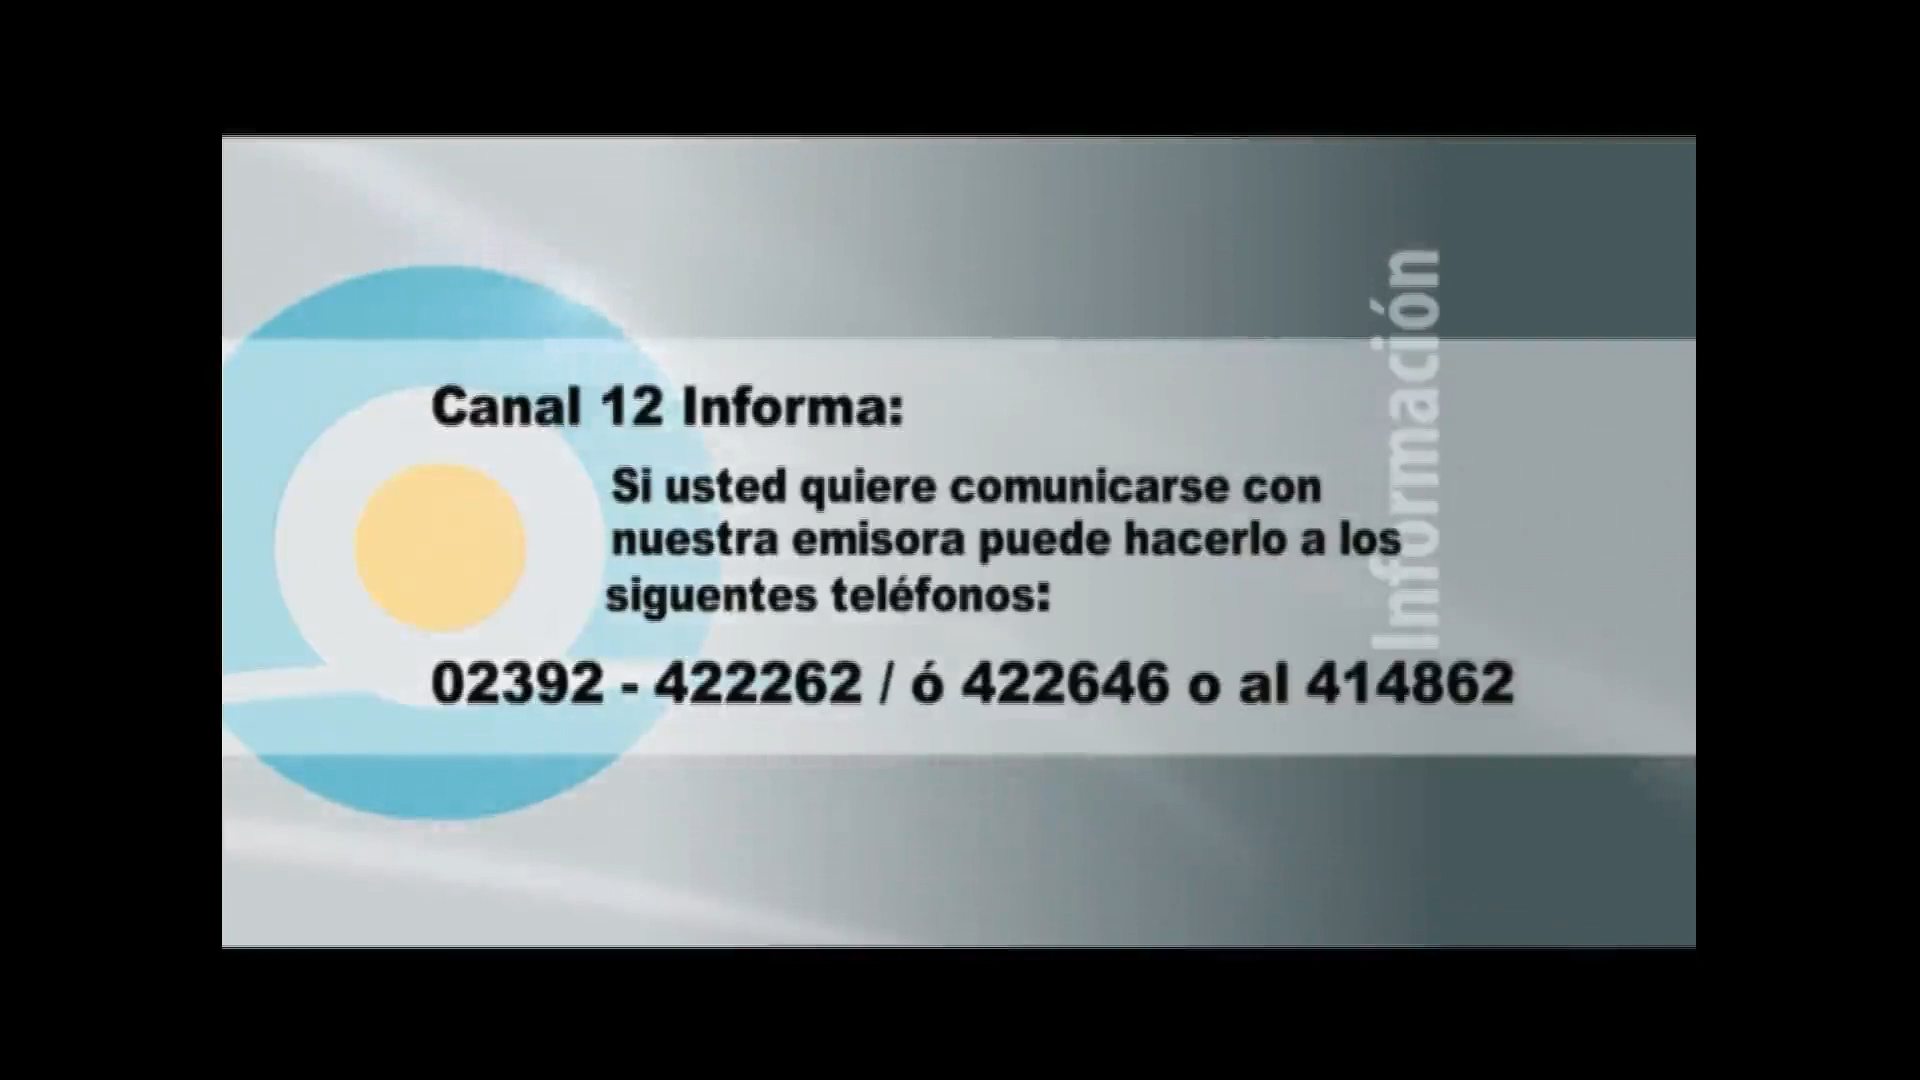 Canal 12 Informa:
Si usted quiere comunicarse con
nuestra emisora puede hacerlo a los
siguentes teléfonos:
02392 - 422262 / ó 422646 o al 414862
Información